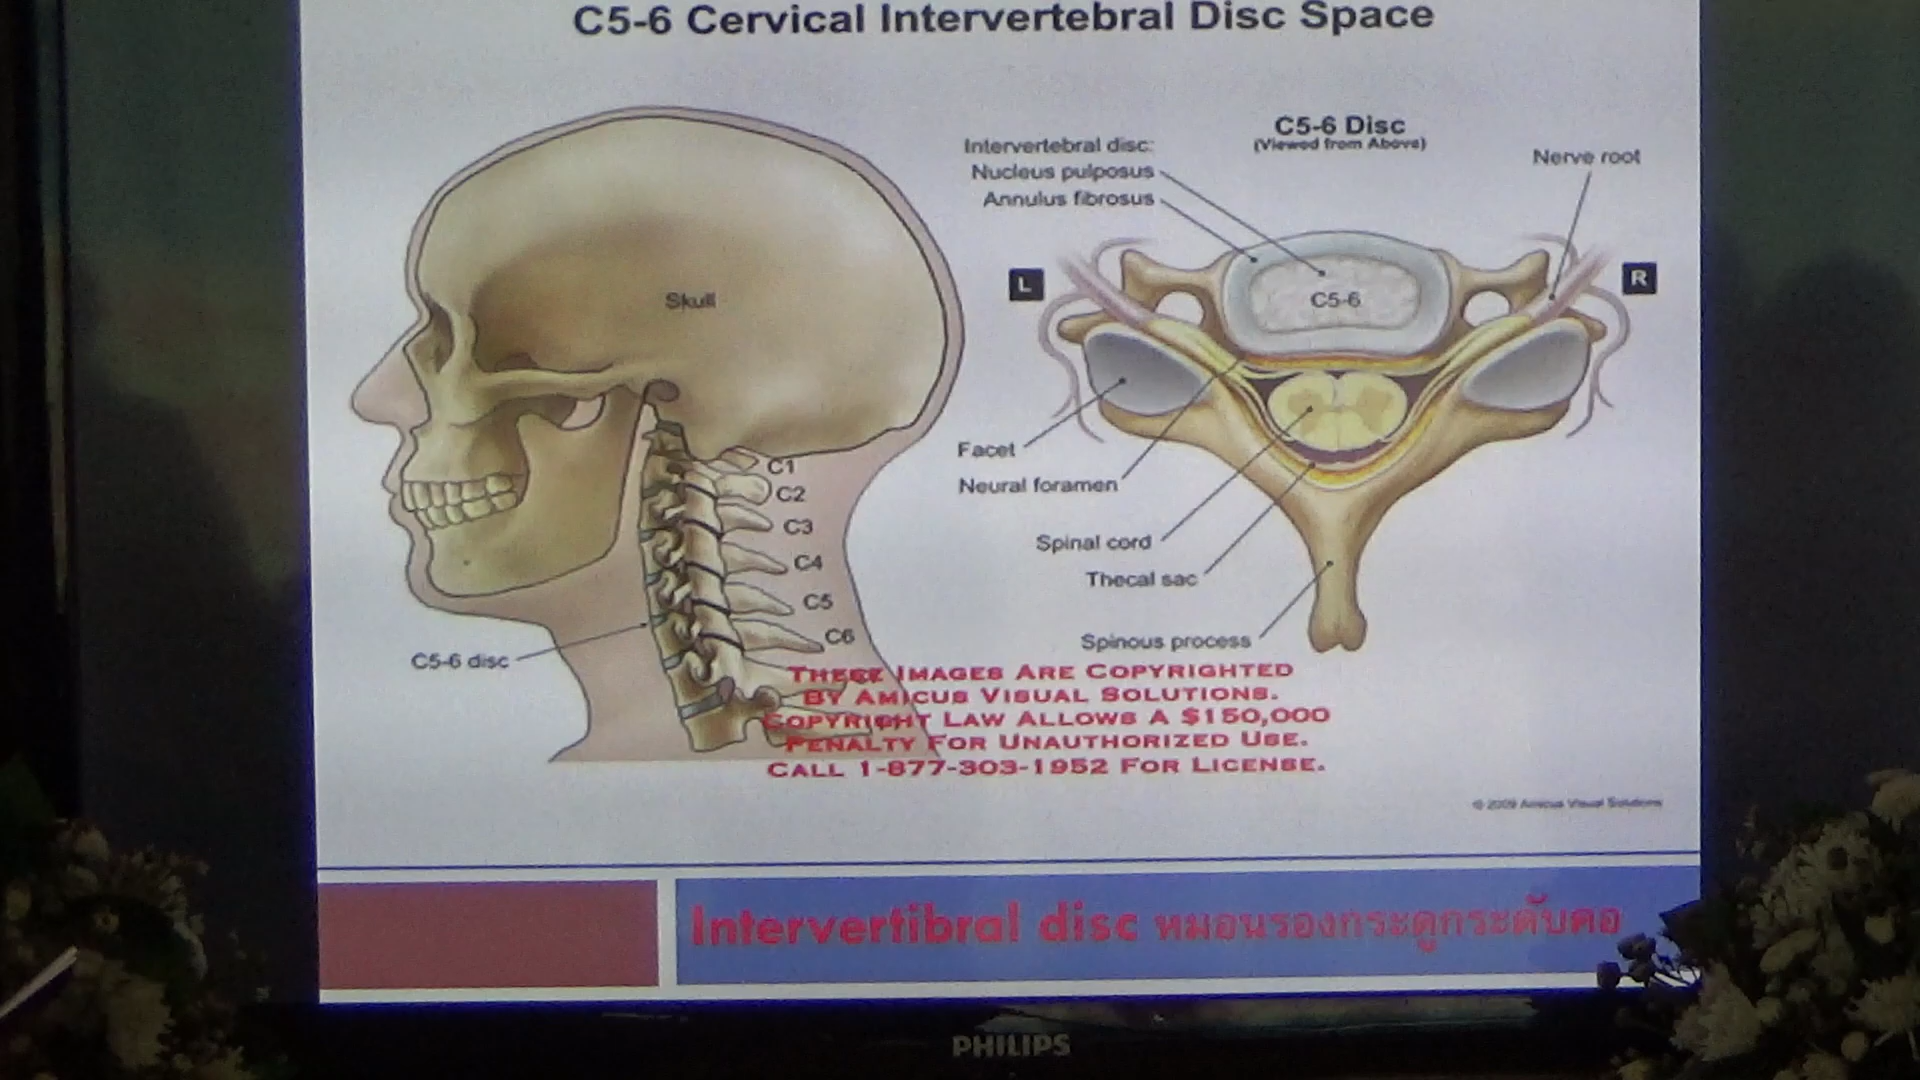 C5-6 Cervical Intervertebral Disc Space
C5-6 Disc
(Viewed from Above)
Intervertebral disc:
Nucleus pulposus
Annulus fibrosus
Nerve root
L
R
C5-6
Skull
Facet
Neural foramen
Spinal cord
Thecal sac
Spinous process
C1
C2
C3
C4
C5
C6
C5-6 disc
THESE IMAGES ARE COPYRIGHTED
BY AMICUS VISUAL SOLUTIONS.
COPYRIGHT LAW ALLOWS A $150,000
PENALTY FOR UNAUTHORIZED USE.
CALL 1-877-303-1952 FOR LICENSE.
© 2009 Amicus Visual Solutions
Intervertibral disc หมอนรองกระดูกระดับคอ
PHILIPS